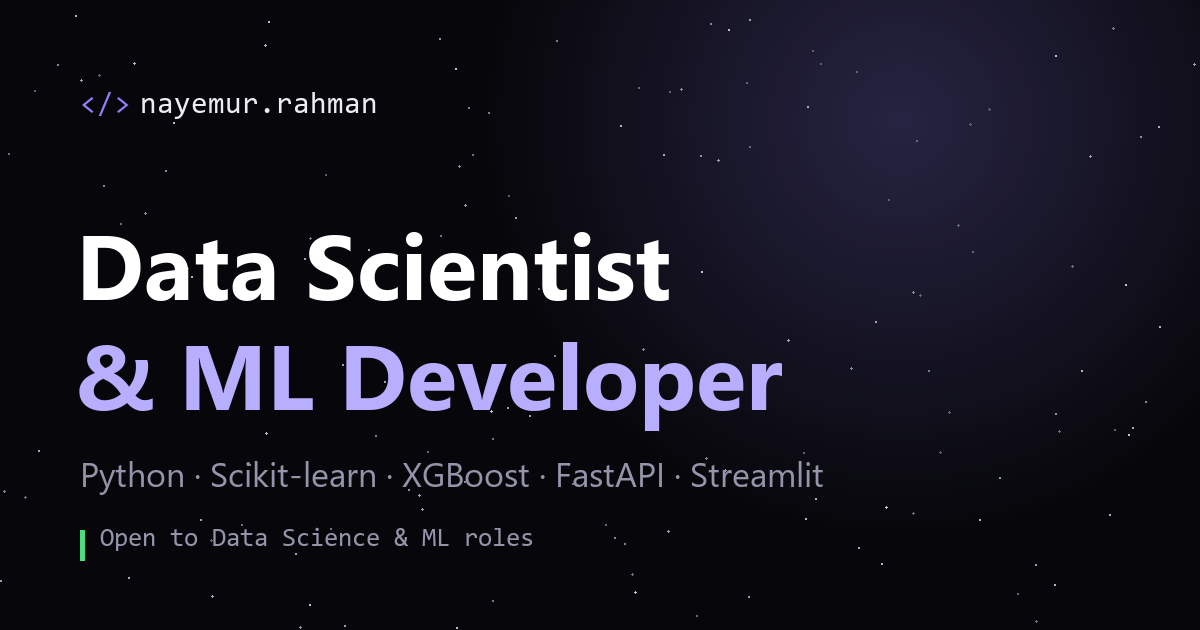 </> nayemur.rahman
Data Scientist
& ML Developer
Python · Scikit-learn · XGBoost · FastAPI · Streamlit
Open to Data Science & ML roles